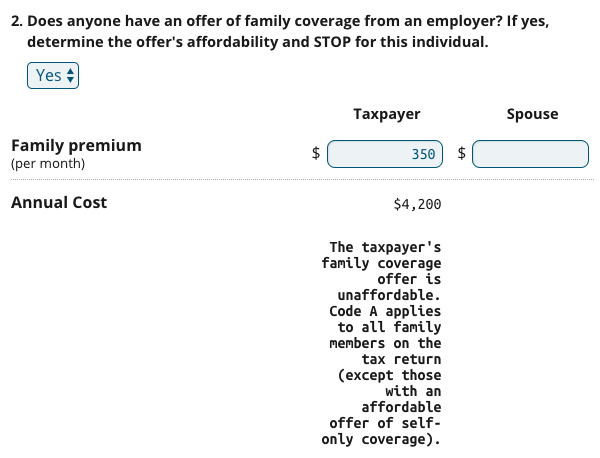 2. Does anyone have an offer of family coverage from an employer? If yes,
determine the offer's affordability and STOP for this individual.
Yes
Taxpayer Spouse
Family premium
(per month)
$ 350 $
Annual Cost $4,200
The taxpayer's
family coverage
offer is
unaffordable.
Code A applies
to all family
members on the
tax return
(except those
with an
affordable
offer of self-
only coverage).